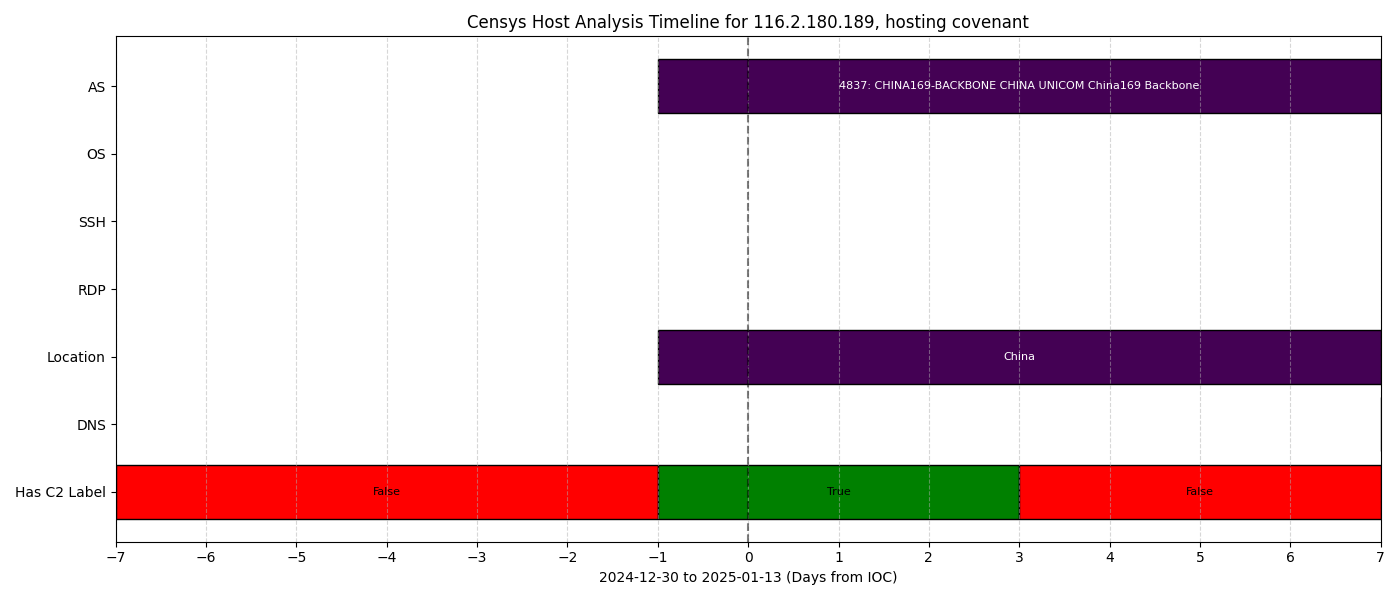 Censys Host Analysis Timeline for 116.2.180.189, hosting covenant
AS
4837: CHINA169-BACKBONE CHINA UNICOM China169 Backbone
OS
SSH
RDP
Location
China
DNS
Has C2 Label
False
True
False
−7 −6 −5 −4 −3 −2 −1 0 1 2 3 4 5 6 7
2024-12-30 to 2025-01-13 (Days from IOC)